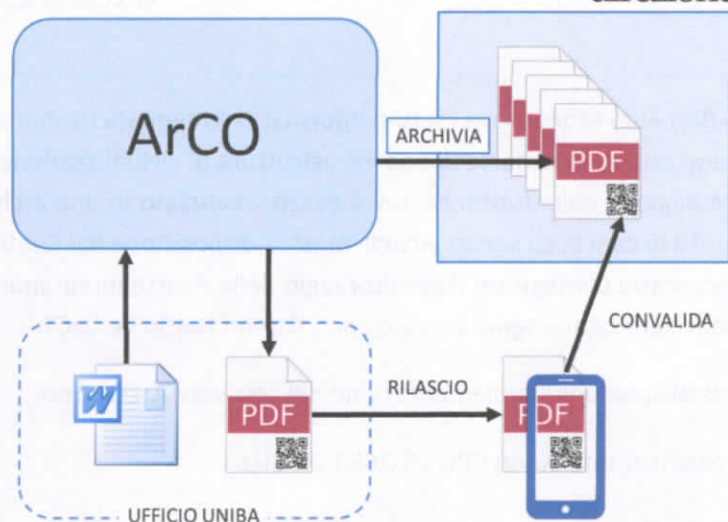 ArCo
ARCHIVIA
PDF
CONVALIDA
W
PDF
RILASCIO
PDF
UFFICIO UNIBA